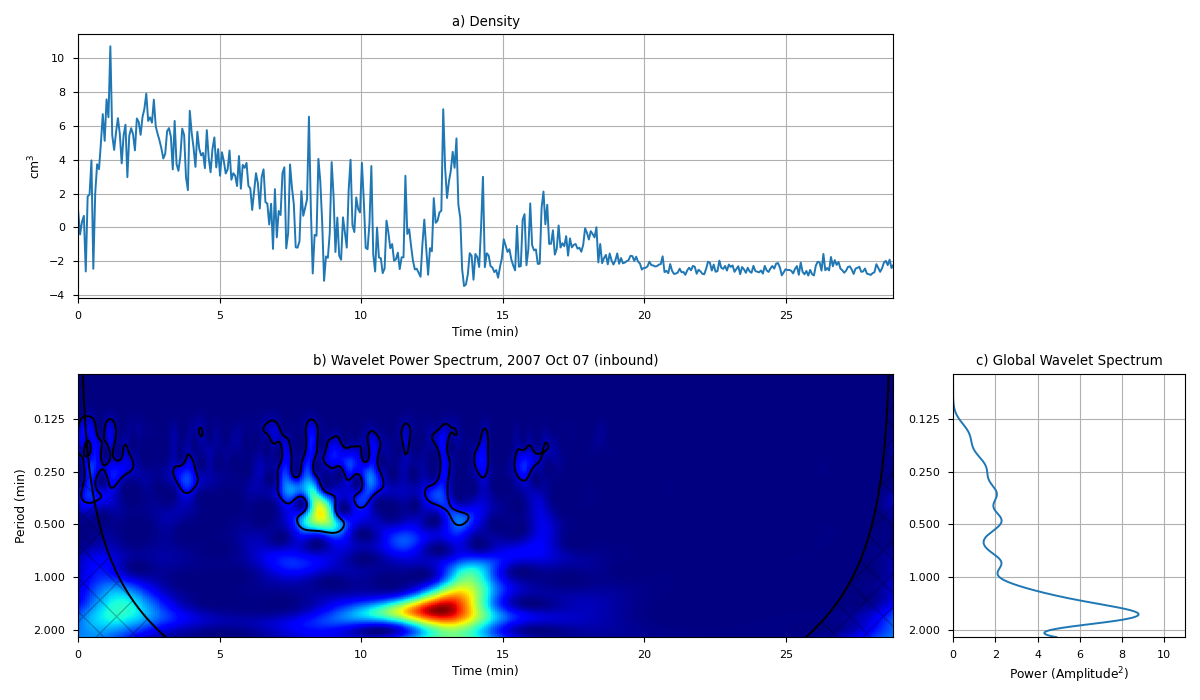 a) Density
cm³
10
8
6
4
2
0
−2
−4
0 5 10 15 20 25
Time (min)
b) Wavelet Power Spectrum, 2007 Oct 07 (inbound)
Period (min)
0.125
0.250
0.500
1.000
2.000
0 5 10 15 20 25
Time (min)
c) Global Wavelet Spectrum
0.125
0.250
0.500
1.000
2.000
0 2 4 6 8 10
Power (Amplitude²)